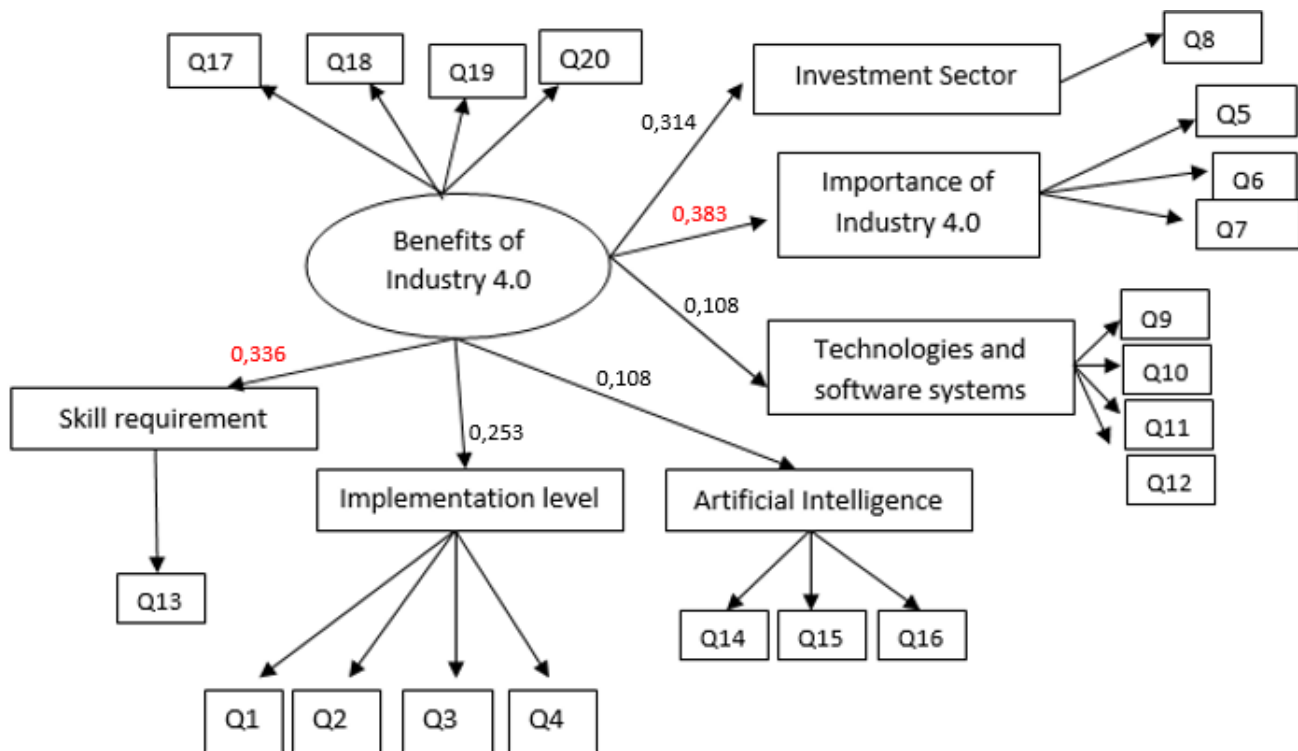 Q17
Q18
Q19
Q20
Investment Sector
Q8
0,314
Q5
Importance of
Industry 4.0
Q6
Q7
0,383
Benefits of
Industry 4.0
0,108
Q9
Technologies and
software systems
Q10
Q11
Q12
0,336
0,108
Skill requirement
0,253
Implementation level
Artificial Intelligence
Q13
Q14
Q15
Q16
Q1
Q2
Q3
Q4